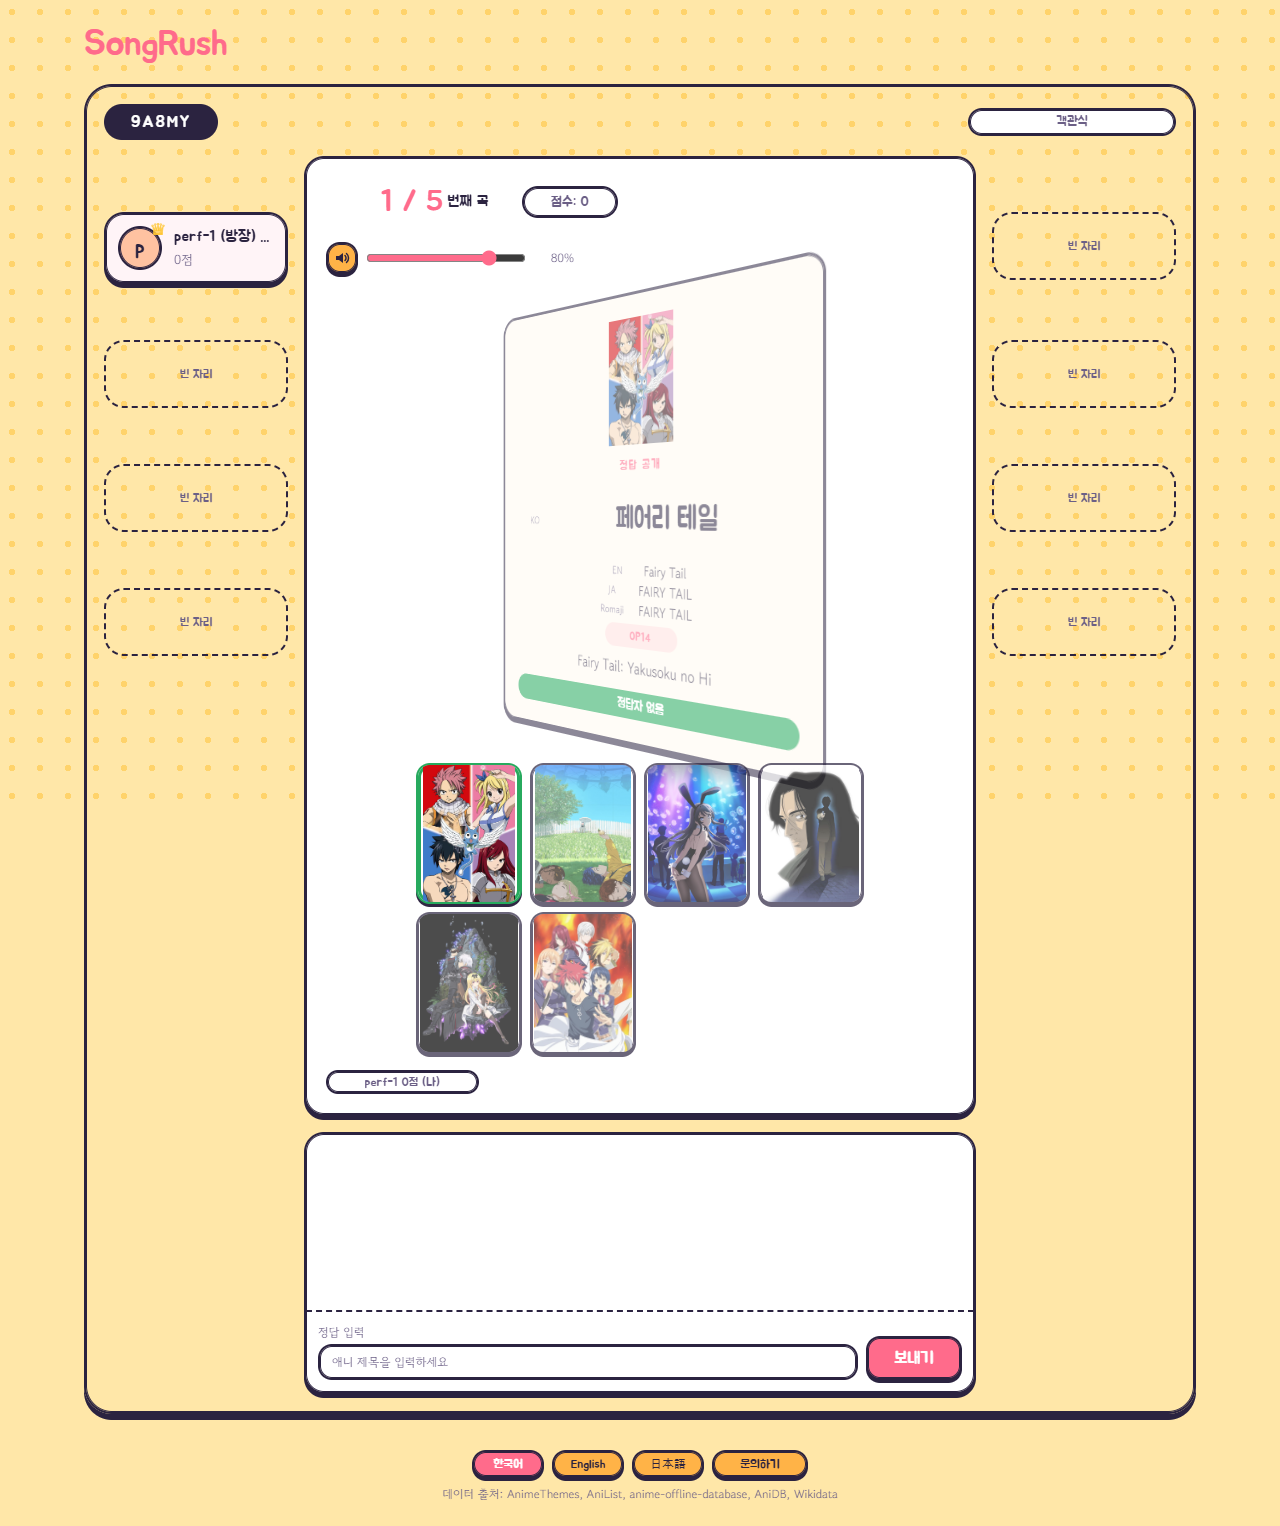 SongRush
9A8MY
객관식
1 / 5 번째 곡
점수: 0
perf-1 (방장) ...
0점
P
80%
빈 자리
빈 자리
빈 자리
빈 자리
빈 자리
빈 자리
빈 자리
정답 공개
KO 페어리 테일
EN Fairy Tail
JA FAIRY TAIL
Romaji FAIRY TAIL
OP14
Fairy Tail: Yakusoku no Hi
정답자 없음
perf-1 0점 (나)
정답 입력
애니 제목을 입력하세요
보내기
한국어
English
日本語
문의하기
데이터 출처: AnimeThemes, AniList, anime-offline-database, AniDB, Wikidata